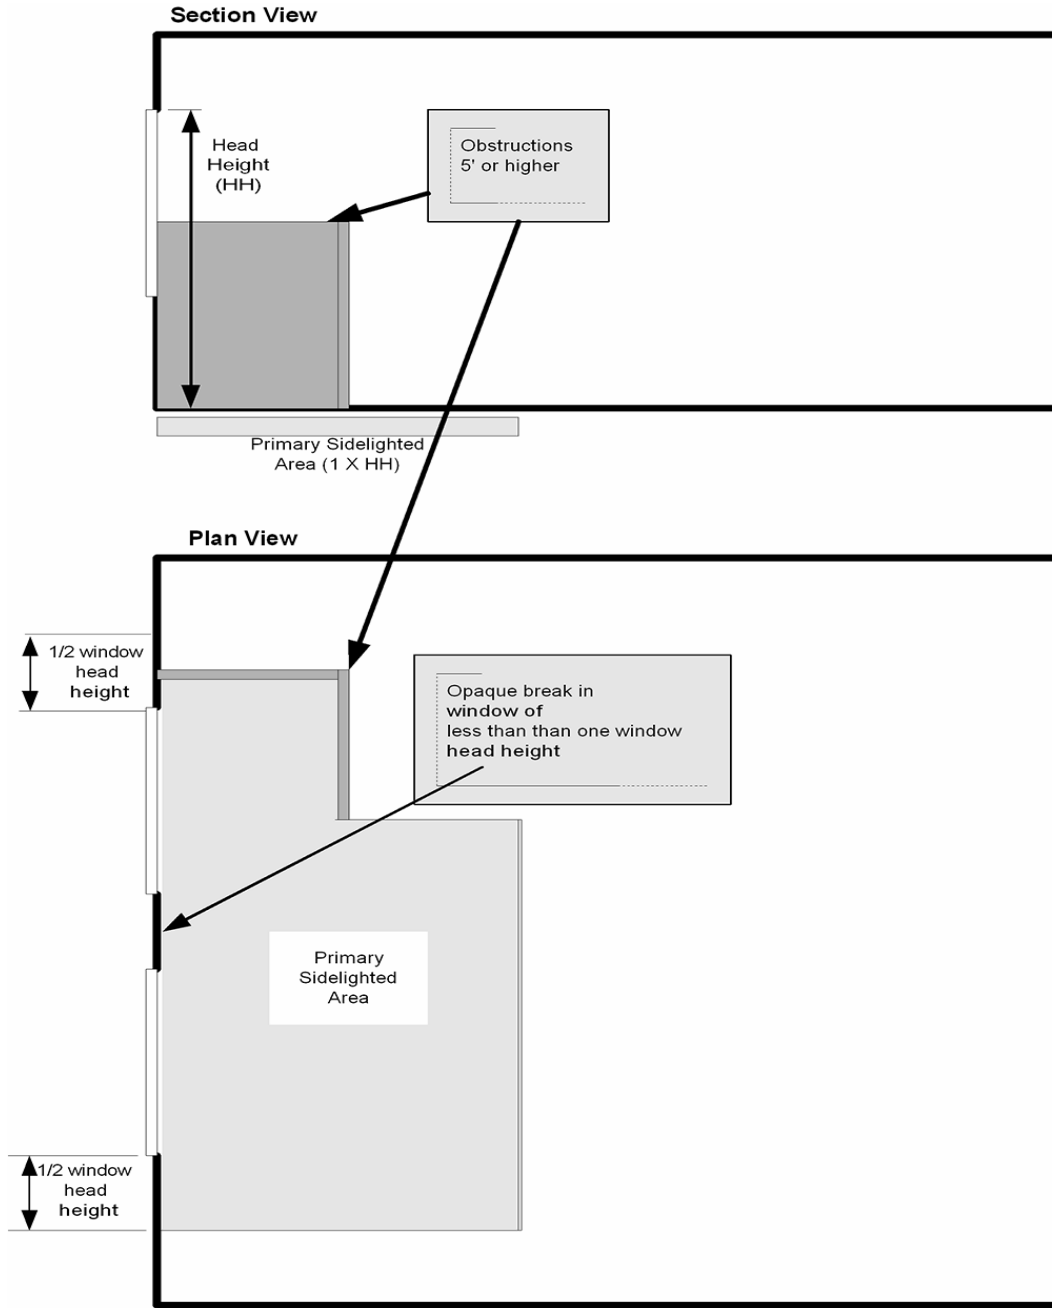 Section View
Head
Height
(HH)
Obstructions
5' or higher
Primary Sidelighted
Area (1 X HH)
Plan View
1/2 window
head
height
Opaque break in
window of
less than than one window
head height
Primary
Sidelighted
Area
1/2 window
head
height